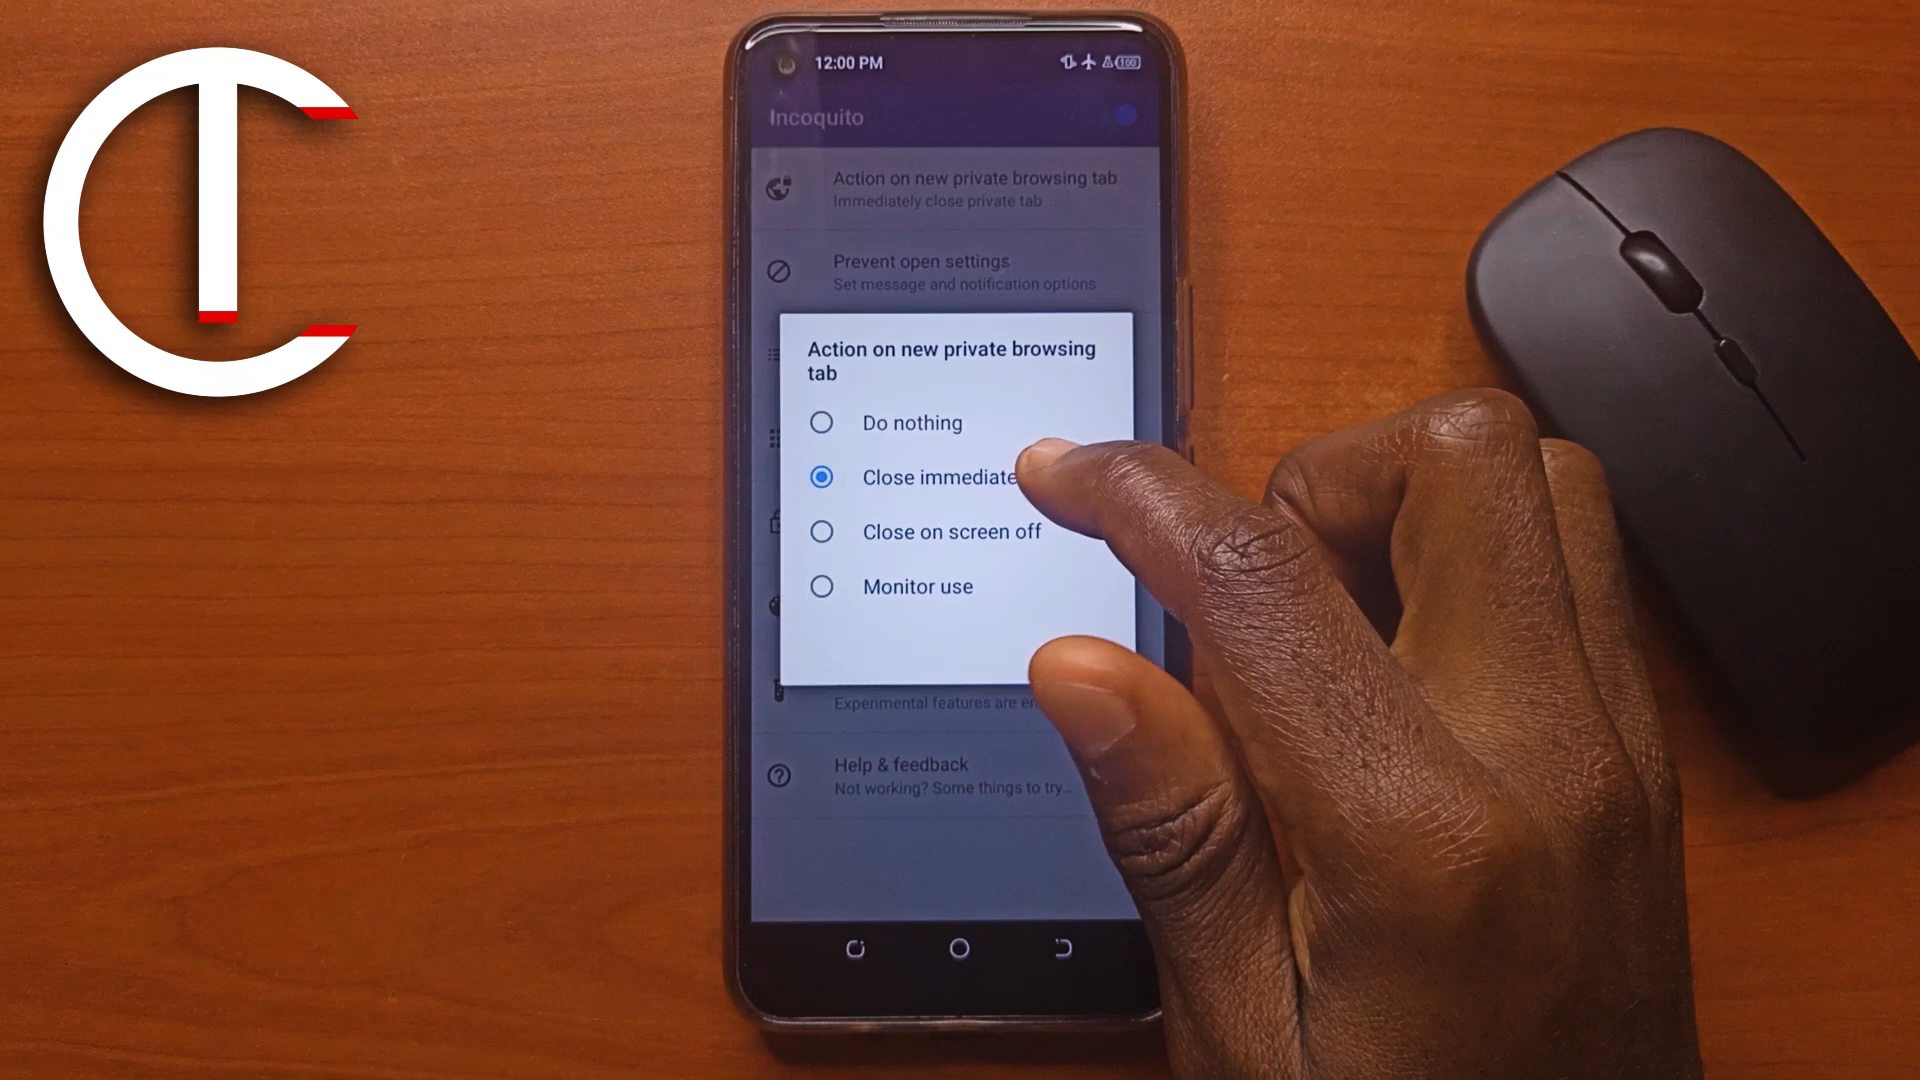 12:00 PM
100
Incoquito
Action on new private browsing tab
Immediately close private tab
Prevent open settings
Set message and notification options
Action on new private browsing
tab
Do nothing
Close immediate
Close on screen off
Monitor use
Experimental features are en
Help & feedback
Not working? Some things to try...